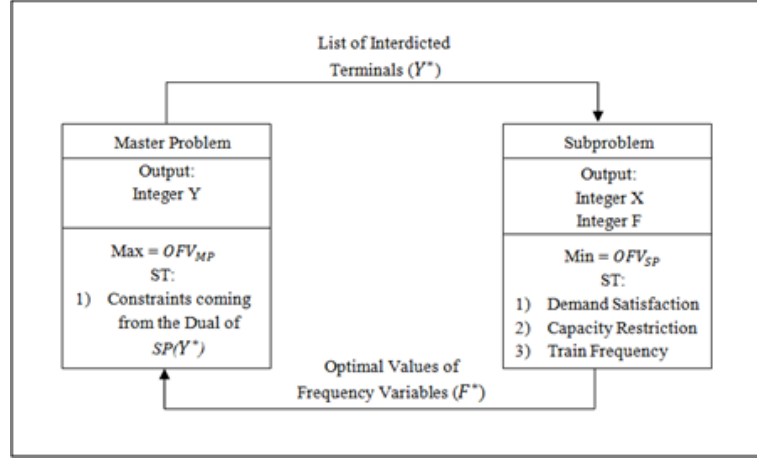 List of Interdicted
Terminals (Y*)
Master Problem
Output:
Integer Y
Max = OFV_MP
ST:
1) Constraints coming
from the Dual of
SP(Y*)
Subproblem
Output:
Integer X
Integer F
Min = OFV_SP
ST:
1) Demand Satisfaction
2) Capacity Restriction
3) Train Frequency
Optimal Values of
Frequency Variables (F*)